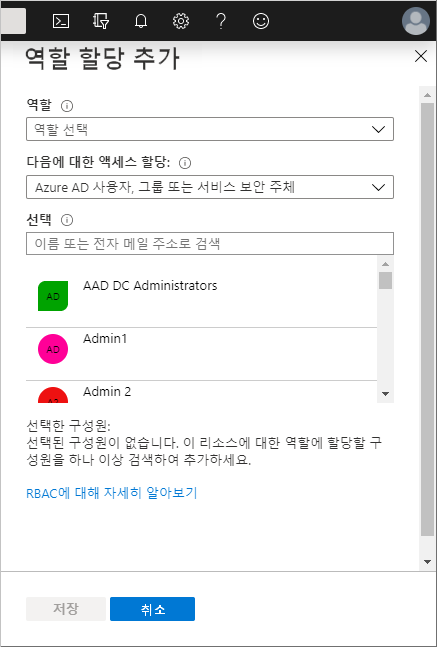 역할 할당 추가
역할
역할 선택
다음에 대한 액세스 할당:
Azure AD 사용자, 그룹 또는 서비스 보안 주체
선택
이름 또는 전자 메일 주소로 검색
AD
AAD DC Administrators
AD
Admin1
Admin 2
선택한 구성원:
선택된 구성원이 없습니다. 이 리소스에 대한 역할에 할당할 구
성원을 하나 이상 검색하여 추가하세요.
RBAC에 대해 자세히 알아보기
저장
취소